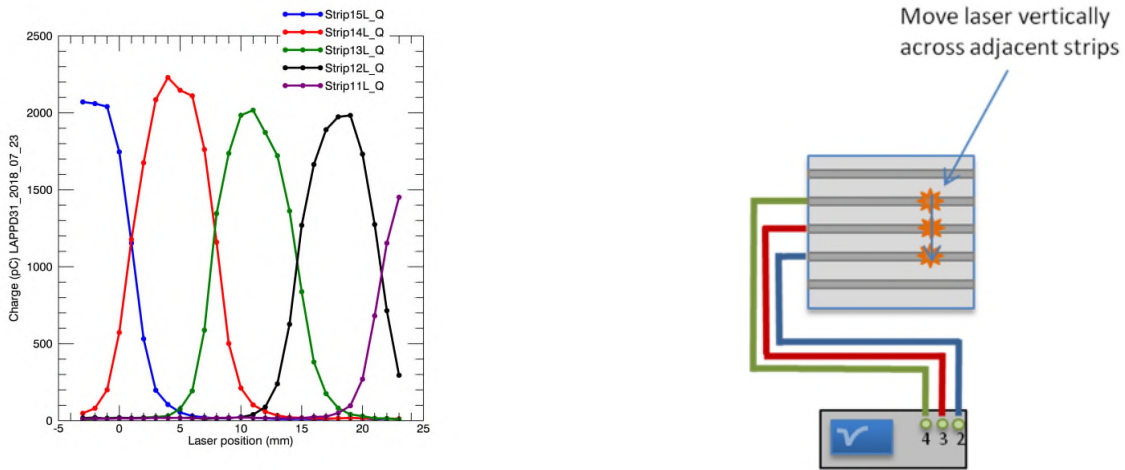 Strip15L_Q
Strip14L_Q
Strip13L_Q
Strip12L_Q
Strip11L_Q
2500
2000
1500
1000
500
0
Charge (pC) LAPPD31_2018_07_23
-5
0
5
10
15
20
25
Laser position (mm)
Move laser vertically
across adjacent strips
4 3 2